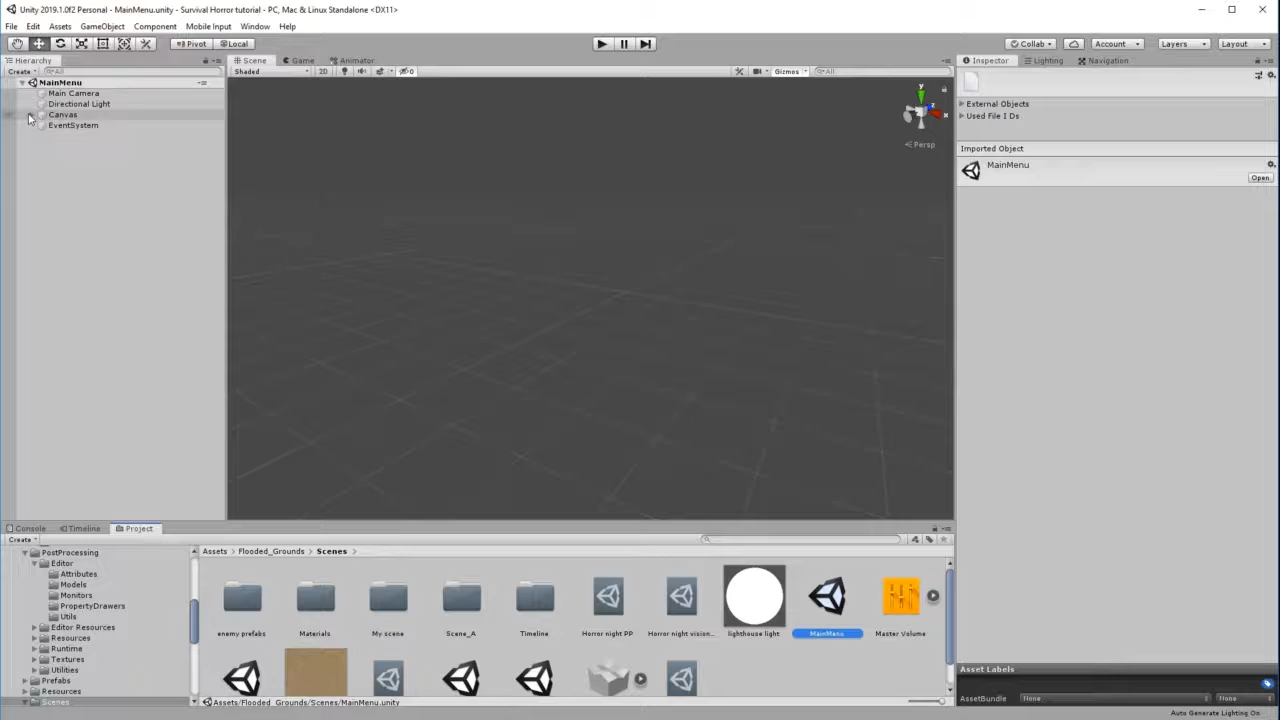 Unity 2019.1.0f2 Personal - MainMenu.unity - Survival Horror tutorial - PC, Mac & Linux Standalone <DX11>
File Edit Assets GameObject Component Mobile Input Window Help
Pivot Local Collab Account Layers Layout
Hierarchy Scene Game Animator Inspector Lighting Navigation
Create All Shaded 2D 0 Gizmos All
MainMenu
Main Camera
Directional Light
Canvas
EventSystem
y
z
x
Persp
External Objects
Used File I Ds
Imported Object
MainMenu
Open
Console Timeline Project
Create
PostProcessing
Editor
Attributes
Models
Monitors
PropertyDrawers
Utils
Editor Resources
Resources
Runtime
Textures
Utilities
Prefabs
Resources
Scenes
Assets > Flooded_Grounds > Scenes >
enemy prefabs Materials My scene Scene_A Timeline Horror night PP Horror night vision... lighthouse light MainMenu Master Volume
Assets/Flooded_Grounds/Scenes/MainMenu.unity
Asset Labels
AssetBundle None None
Auto Generate Lighting On